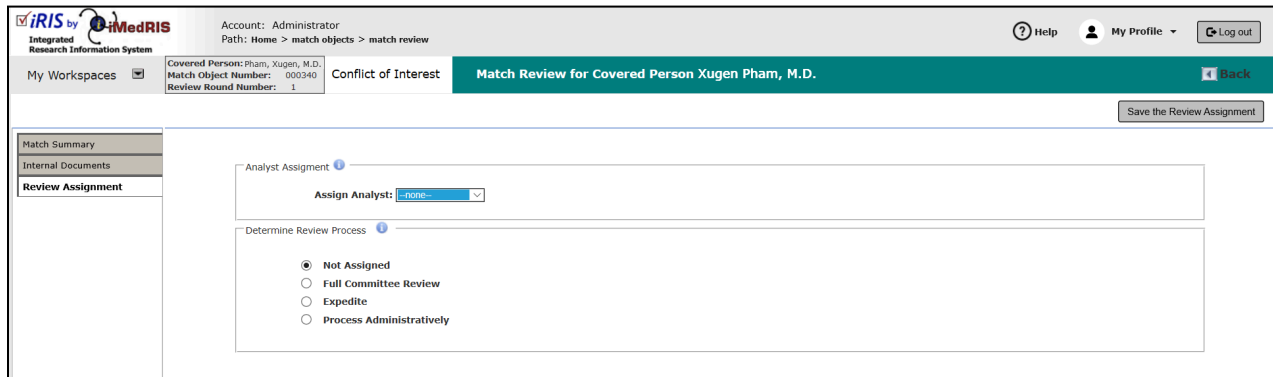 iRIS by iMedRIS
Integrated
Research Information System
Account: Administrator
Path: Home > match objects > match review
Help
My Profile
Log out
My Workspaces
Covered Person: Pham, Xugen, M.D.
Match Object Number: 000340
Review Round Number: 1
Conflict of Interest
Match Review for Covered Person Xugen Pham, M.D.
Back
Save the Review Assignment
Match Summary
Internal Documents
Review Assignment
Analyst Assigment
Assign Analyst: --none--
Determine Review Process
Not Assigned
Full Committee Review
Expedite
Process Administratively